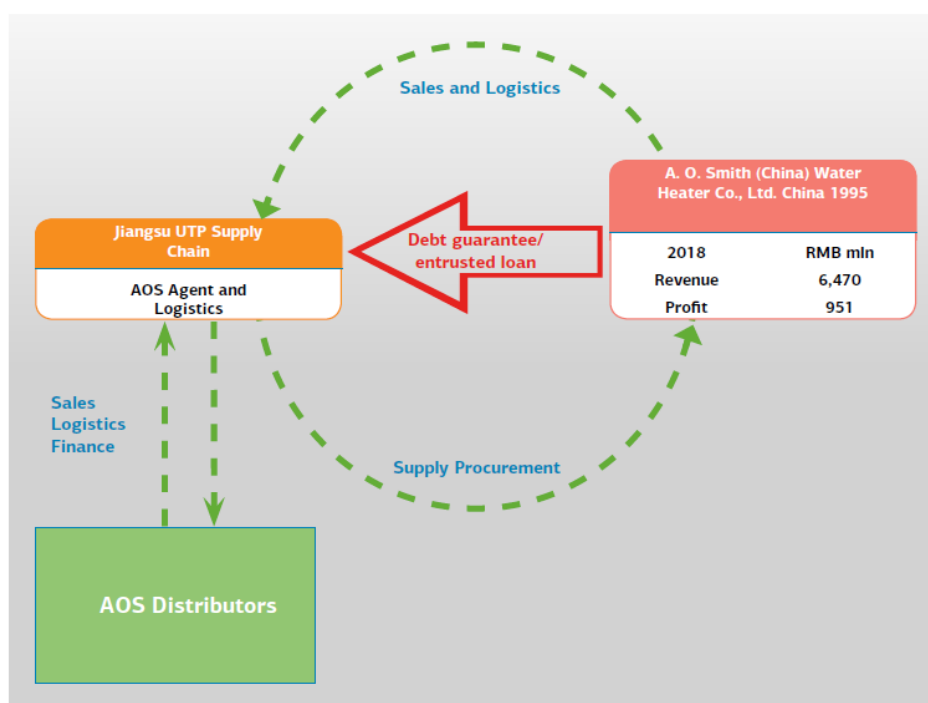 Sales and Logistics
A. O. Smith (China) Water
Heater Co., Ltd. China 1995
2018 RMB mln
Revenue 6,470
Profit 951
Debt guarantee/
entrusted loan
Jiangsu UTP Supply
Chain
AOS Agent and
Logistics
Sales
Logistics
Finance
Supply Procurement
AOS Distributors